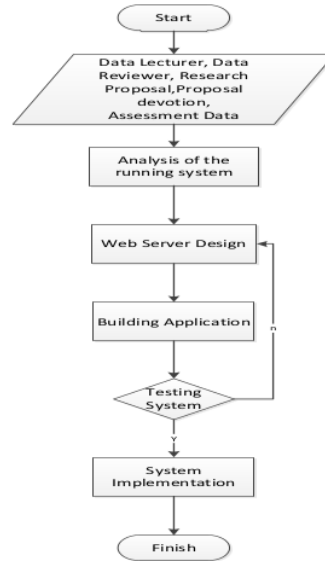 Start
Data Lecturer, Data
Reviewer, Research
Proposal,Proposal
devotion,
Assessment Data
Analysis of the
running system
Web Server Design
Building Application
n
Testing
System
Y
System
Implementation
Finish